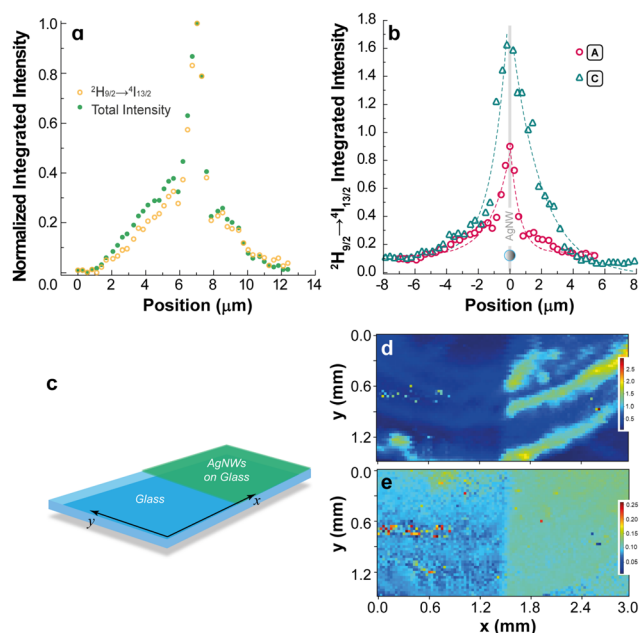 a
Normalized Integrated Intensity
1.0
0.8
0.6
0.4
0.2
0.0
²H₉/₂→⁴I₁₃/₂
Total Intensity
0 2 4 6 8 10 12 14
Position (μm)
b
²H₉/₂→⁴I₁₃/₂ Integrated Intensity
1.8
1.6
1.4
1.2
1.0
0.8
0.6
0.4
0.2
0.0
A
C
AgNW
-8 -6 -4 -2 0 2 4 6 8
Position (μm)
c
AgNWs
on Glass
Glass
x
y
d
y (mm)
0.0
0.6
1.2
2.5
2.0
1.5
1.0
0.5
e
y (mm)
0.0
0.6
1.2
0.25
0.20
0.15
0.10
0.05
0.0 0.6 1.2 1.8 2.4 3.0
x (mm)